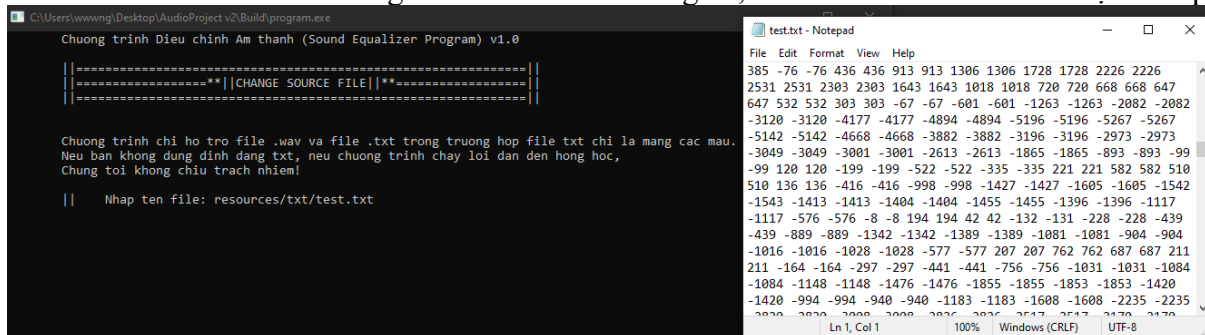 C:\Users\wwwng\Desktop\AudioProject v2\Build\program.exe
Chuong trinh Dieu chinh Am thanh (Sound Equalizer Program) v1.0
||==============================================================||
||==================**||CHANGE SOURCE FILE||**==================||
||==============================================================||
Chuong trinh chi ho tro file .wav va file .txt trong truong hop file txt chi la mang cac mau.
Neu ban khong dung dinh dang txt, neu chuong trinh chay loi dan den hong hoc,
Chung toi khong chiu trach nhiem!
|| Nhap ten file: resources/txt/test.txt
test.txt - Notepad
File Edit Format View Help
385 -76 -76 436 436 913 913 1306 1306 1728 1728 2226 2226
2531 2531 2303 2303 1643 1643 1018 1018 720 720 668 668 647
647 532 532 303 303 -67 -67 -601 -601 -1263 -1263 -2082 -2082
-3120 -3120 -4177 -4177 -4894 -4894 -5196 -5196 -5267 -5267
-5142 -5142 -4668 -4668 -3882 -3882 -3196 -3196 -2973 -2973
-3049 -3049 -3001 -3001 -2613 -2613 -1865 -1865 -893 -893 -99
-99 120 120 -199 -199 -522 -522 -335 -335 221 221 582 582 510
510 136 136 -416 -416 -998 -998 -1427 -1427 -1605 -1605 -1542
-1543 -1413 -1413 -1404 -1404 -1455 -1455 -1396 -1396 -1117
-1117 -576 -576 -8 -8 194 194 42 42 -132 -131 -228 -228 -439
-439 -889 -889 -1342 -1342 -1389 -1389 -1081 -1081 -904 -904
-1016 -1016 -1028 -1028 -577 -577 207 207 762 762 687 687 211
211 -164 -164 -297 -297 -441 -441 -756 -756 -1031 -1031 -1084
-1084 -1148 -1148 -1476 -1476 -1855 -1855 -1853 -1853 -1420
-1420 -994 -994 -940 -940 -1183 -1183 -1608 -1608 -2235 -2235
Ln 1, Col 1 100% Windows (CRLF) UTF-8